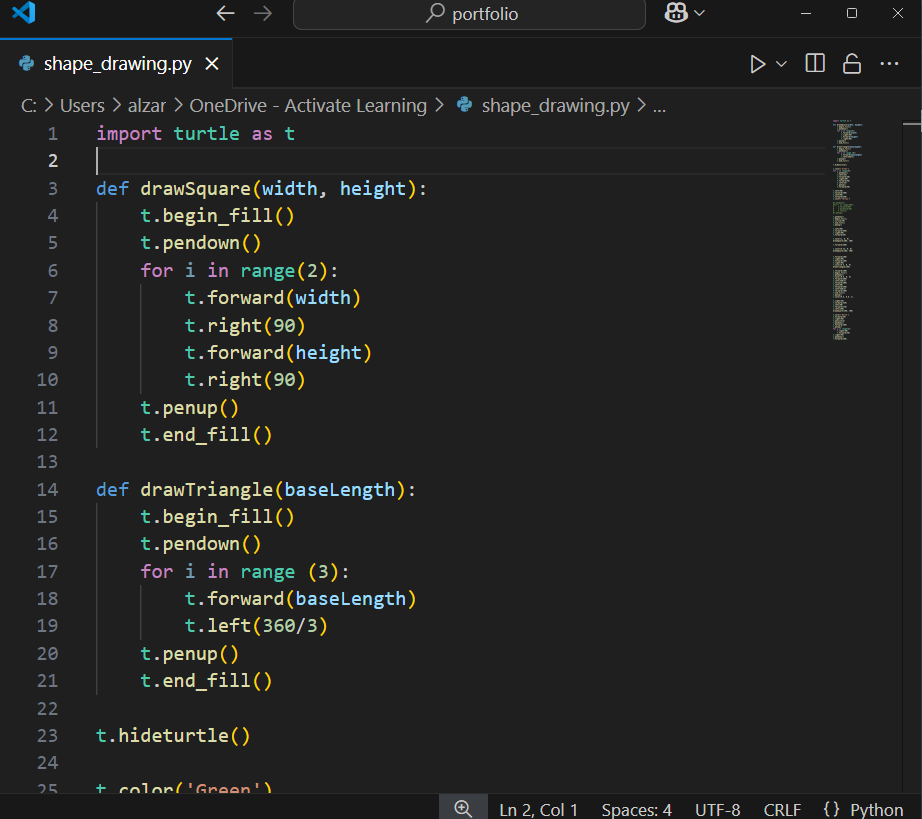 portfolio
shape_drawing.py
C: > Users > alzar > OneDrive - Activate Learning > shape_drawing.py > ...
1 import turtle as t
2
3 def drawSquare(width, height):
4     t.begin_fill()
5     t.pendown()
6     for i in range(2):
7         t.forward(width)
8         t.right(90)
9         t.forward(height)
10         t.right(90)
11     t.penup()
12     t.end_fill()
13
14 def drawTriangle(baseLength):
15     t.begin_fill()
16     t.pendown()
17     for i in range (3):
18         t.forward(baseLength)
19         t.left(360/3)
20     t.penup()
21     t.end_fill()
22
23 t.hideturtle()
24
25 t.color('Green')
Ln 2, Col 1 Spaces: 4 UTF-8 CRLF {} Python